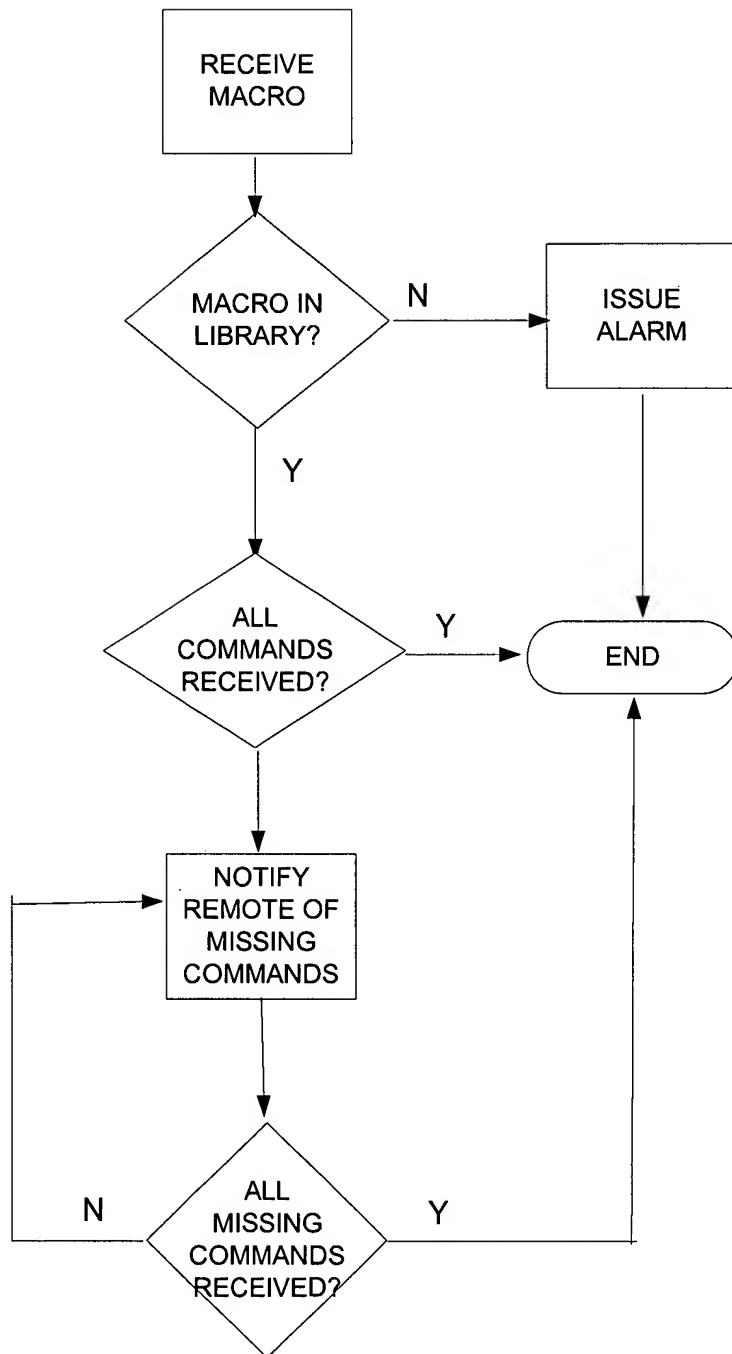 RECEIVE
MACRO
MACRO IN
LIBRARY?
N
ISSUE
ALARM
Y
ALL
COMMANDS
RECEIVED?
Y
END
NOTIFY
REMOTE OF
MISSING
COMMANDS
ALL
MISSING
COMMANDS
RECEIVED?
N
Y